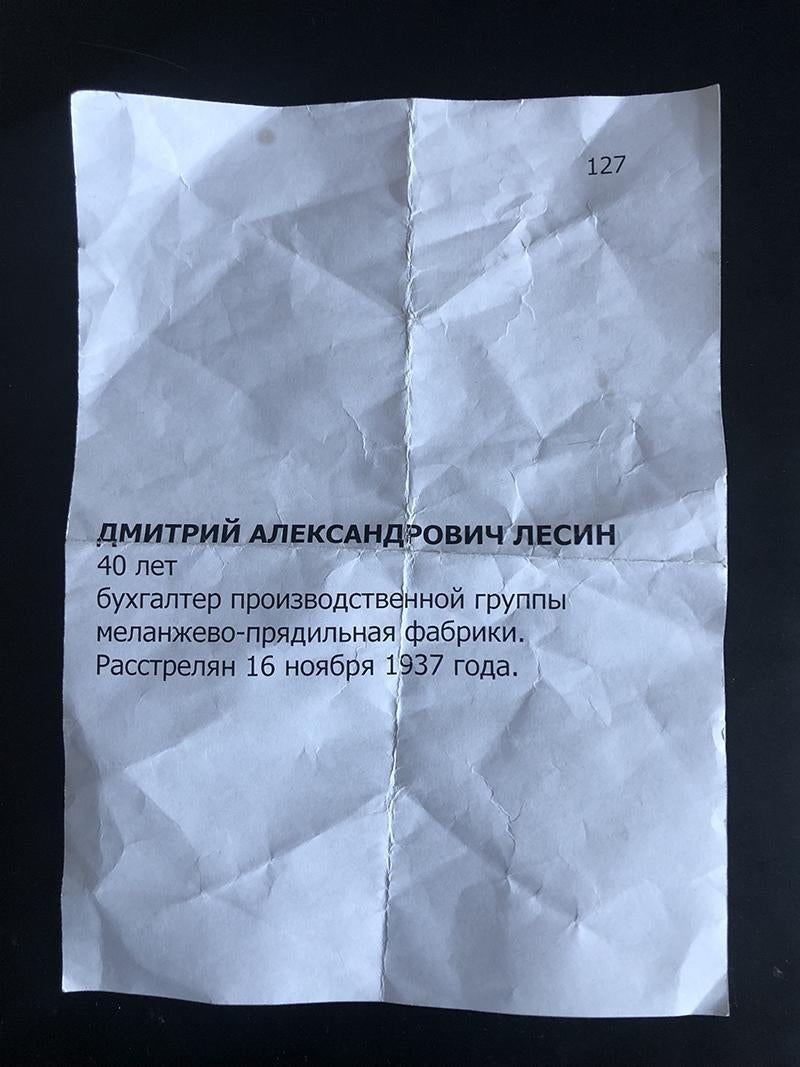 127
ДМИТРИЙ АЛЕКСАНДРОВИЧ ЛЕСИН
40 лет
бухгалтер производственной группы
меланжево-прядильная фабрики.
Расстрелян 16 ноября 1937 года.